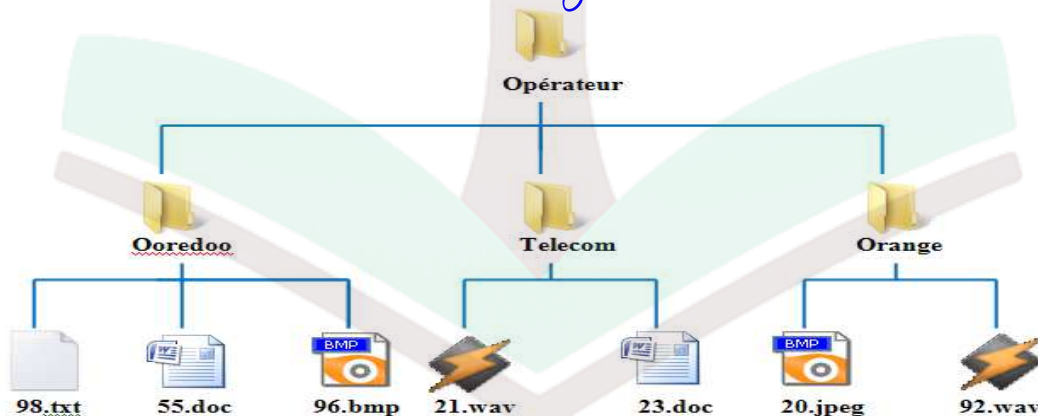 Opérateur
Ooredoo Telecom Orange
BMP BMP
98.txt 55.doc 96.bmp 21.wav 23.doc 20.jpeg 92.wav